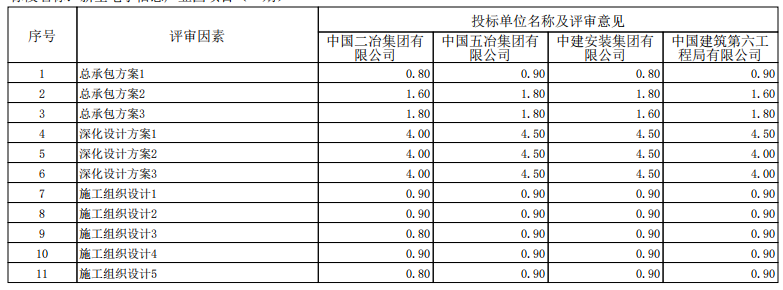 投标单位名称及评审意见
序号 评审因素 中国二冶集团有限公司 中国五冶集团有限公司 中建安装集团有限公司 中国建筑第六工程局有限公司
1 总承包方案1 0.80 0.90 0.80 0.90
2 总承包方案2 1.60 1.80 1.80 1.60
3 总承包方案3 1.80 1.80 1.60 1.80
4 深化设计方案1 4.00 4.50 4.50 4.50
5 深化设计方案2 4.00 4.50 4.50 4.00
6 深化设计方案3 4.00 4.50 4.50 4.00
7 施工组织设计1 0.90 0.90 0.90 0.90
8 施工组织设计2 0.90 0.90 0.90 0.90
9 施工组织设计3 0.80 0.90 0.90 0.90
10 施工组织设计4 0.90 0.90 0.90 0.90
11 施工组织设计5 0.80 0.90 0.90 0.90